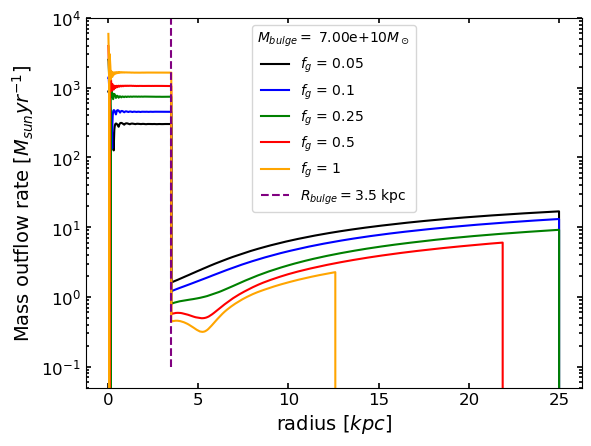 Mass outflow rate [M_sun yr⁻¹]
10⁴
10³
10²
10¹
10⁰
10⁻¹
M_bulge = 7.00e+10M_⊙
f_g = 0.05
f_g = 0.1
f_g = 0.25
f_g = 0.5
f_g = 1
R_bulge = 3.5 kpc
0 5 10 15 20 25
radius [kpc]